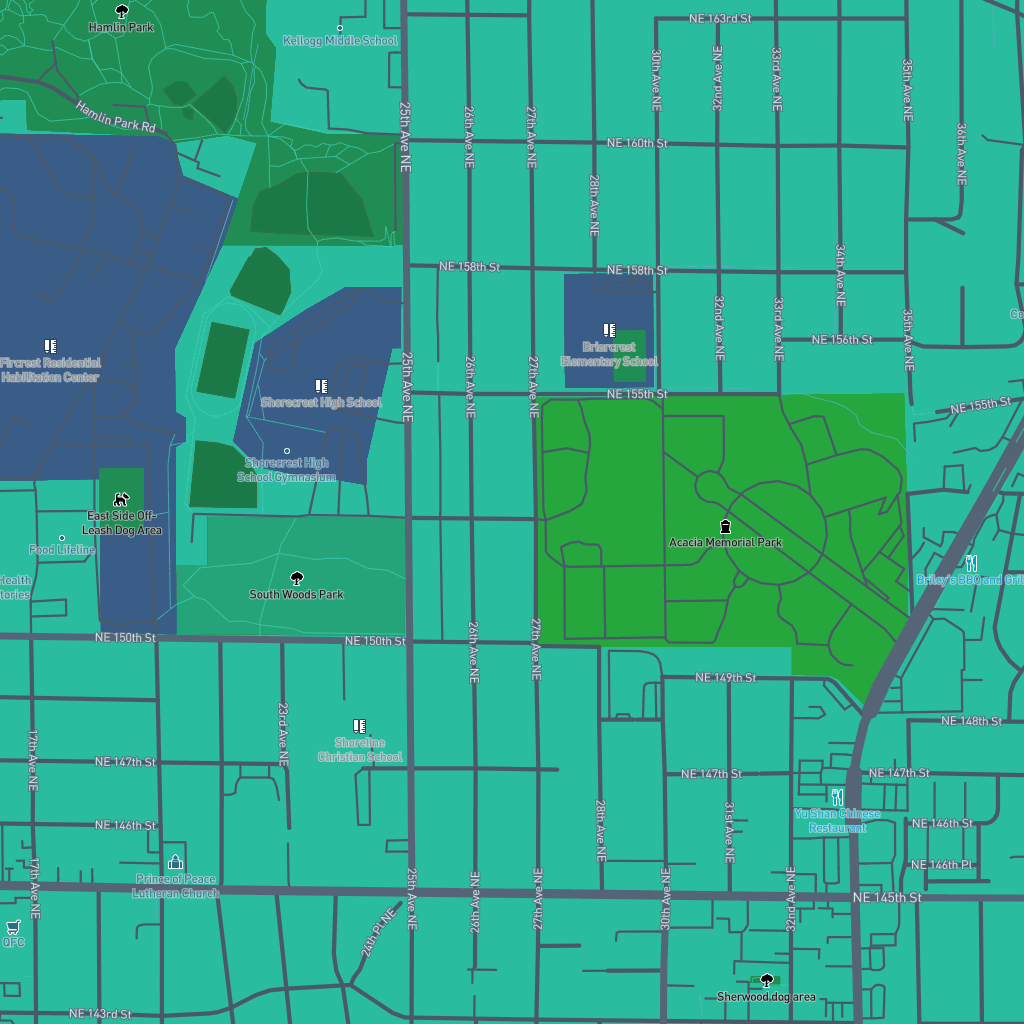 Hamlin Park
Kellogg Middle School
NE 163rd St
Hamlin Park Rd
25th Ave NE
26th Ave NE
27th Ave NE
30th Ave NE
32nd Ave NE
33rd Ave NE
35th Ave NE
36th Ave NE
NE 160th St
28th Ave NE
NE 158th St
NE 158th St
34th Ave NE
32nd Ave NE
33rd Ave NE
35th Ave NE
NE 156th St
Co
Fircrest Residential
Habilitation Center
Briarcrest
Elementary School
25th Ave NE
26th Ave NE
27th Ave NE
Shorecrest High School
NE 155th St
NE 155th St
Shorecrest High
School Gymnasium
East Side Off-
Leash Dog Area
Food Lifeline
Acacia Memorial Park
Health
tories
South Woods Park
Briley's BBQ and Gril
NE 150th St
NE 150th St
26th Ave NE
27th Ave NE
NE 149th St
17th Ave NE
23rd Ave NE
Shoreline
Christian School
NE 148th St
NE 147th St
NE 147th St
NE 147th St
Yu Shan Chinese
Restaurant
28th Ave NE
31st Ave NE
NE 146th St
NE 146th St
NE 146th Pl
17th Ave NE
Prince of Peace
Lutheran Church
25th Ave NE
26th Ave NE
27th Ave NE
30th Ave NE
32nd Ave NE
NE 145th St
QFC
24th Pl NE
Sherwood dog area
NE 143rd St